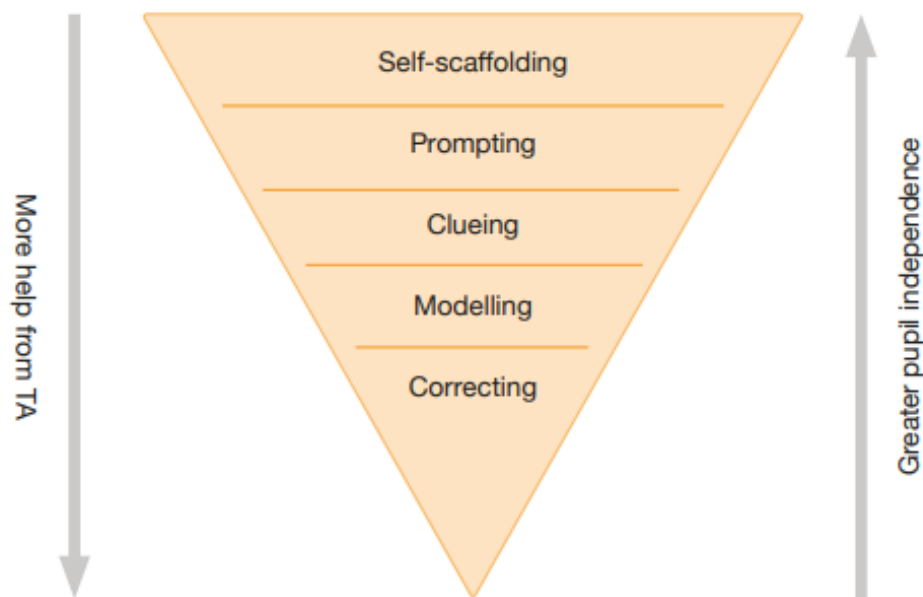 Self-scaffolding
Prompting
Clueing
Modelling
Correcting
More help from TA
Greater pupil independence